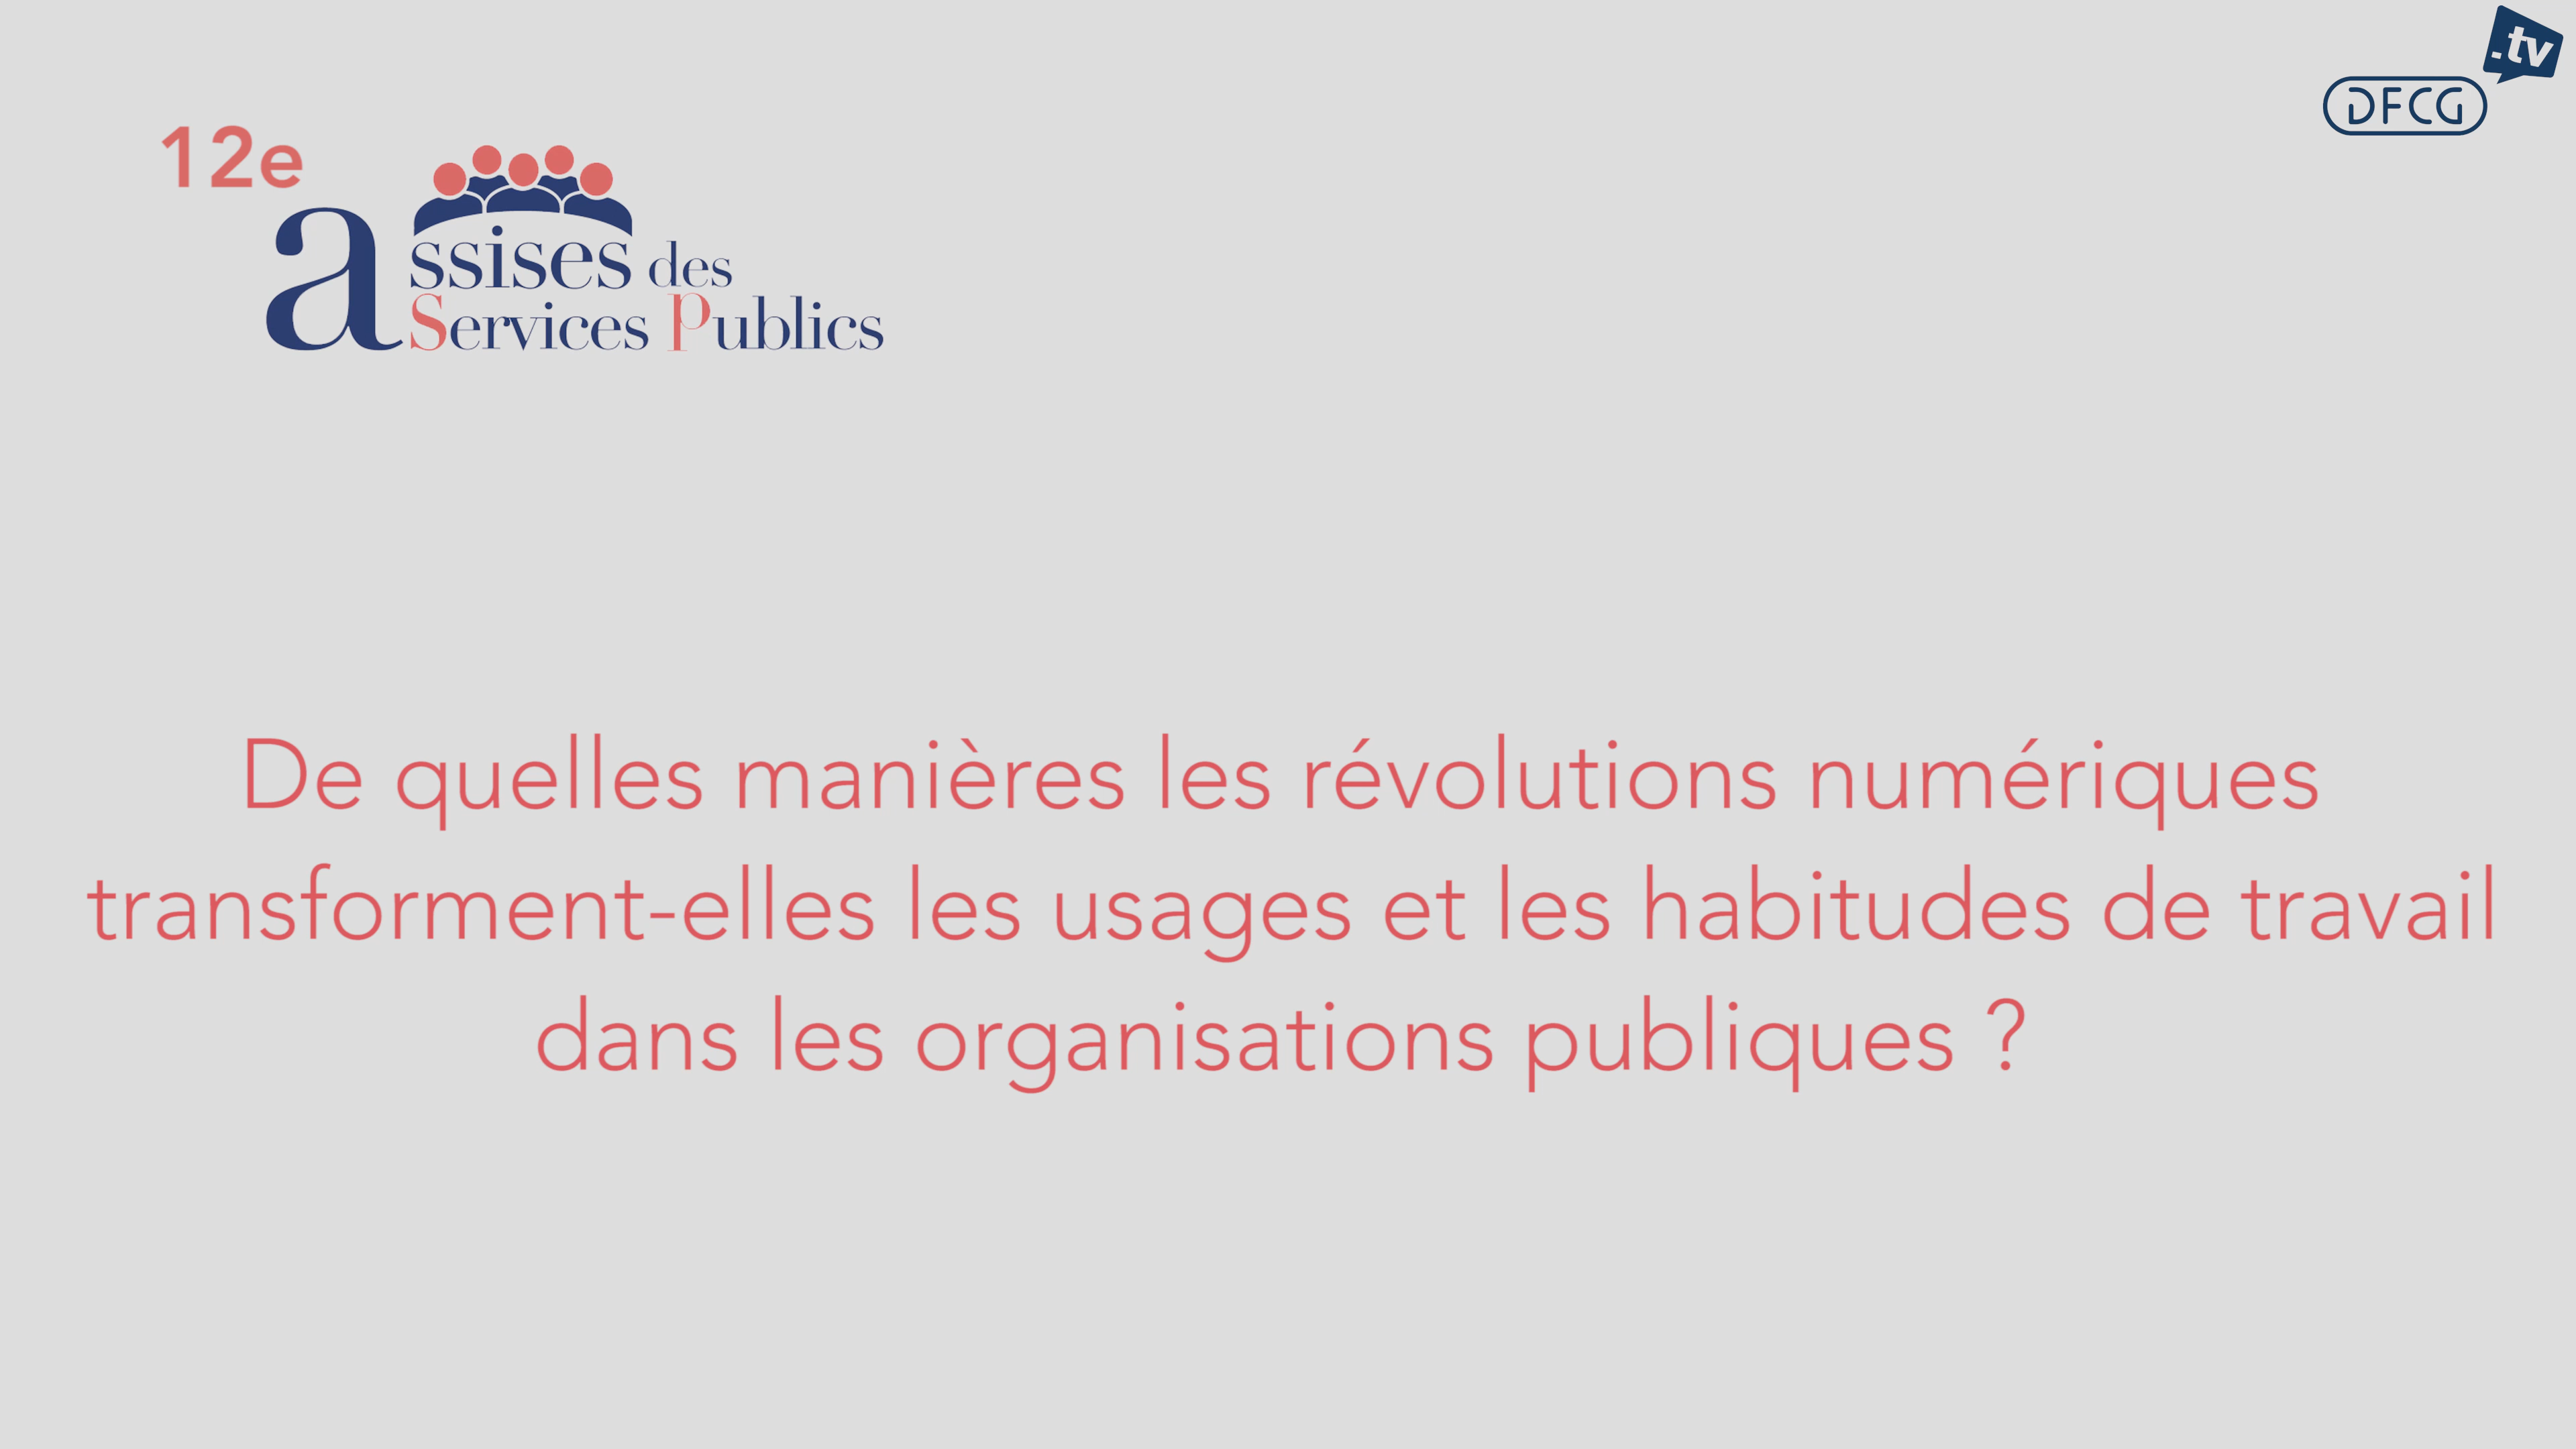 12e
assises des
Services Publics
.tv
DFCG
De quelles manières les révolutions numériques
transforment-elles les usages et les habitudes de travail
dans les organisations publiques ?